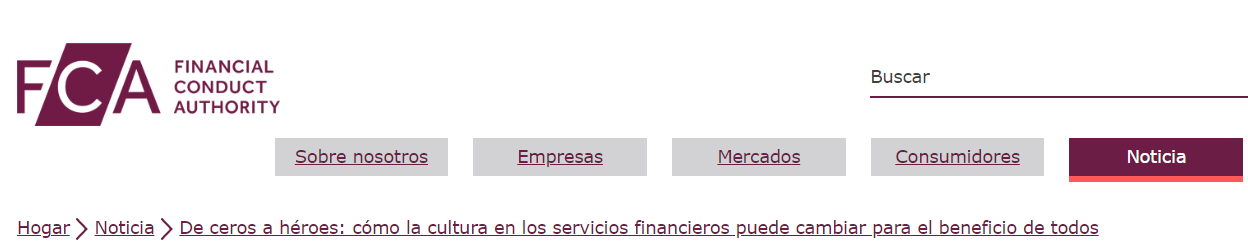 FCA
FINANCIAL
CONDUCT
AUTHORITY
Buscar
Sobre nosotros Empresas Mercados Consumidores Noticia
Hogar Noticia De ceros a héroes: cómo la cultura en los servicios financieros puede cambiar para el beneficio de todos